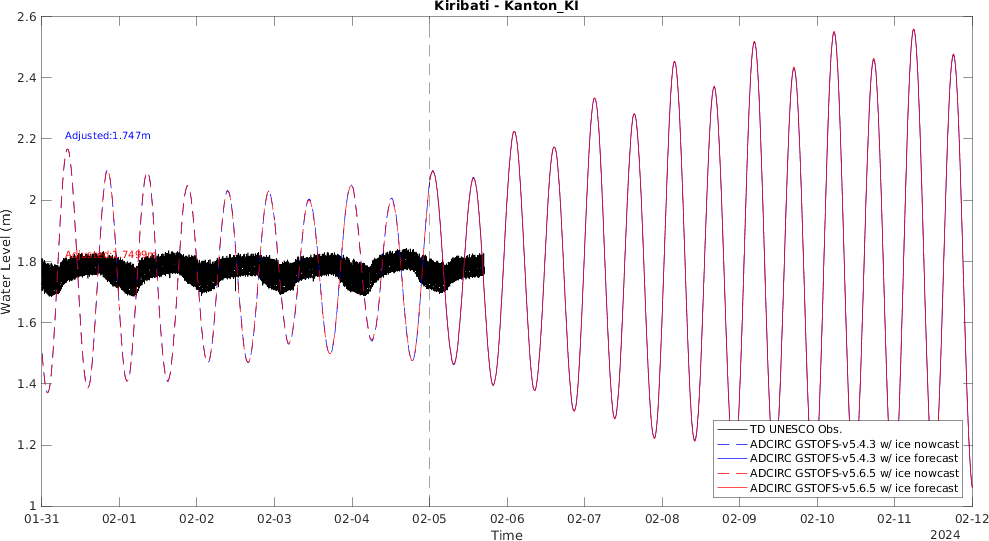 Kiribati - Kanton_KI
2.6
2.4
2.2
2
1.8
1.6
1.4
1.2
1
Water Level (m)
Adjusted:1.747m
Adjusted:1.7499m
TD UNESCO Obs.
ADCIRC GSTOFS-v5.4.3 w/ ice nowcast
ADCIRC GSTOFS-v5.4.3 w/ ice forecast
ADCIRC GSTOFS-v5.6.5 w/ ice nowcast
ADCIRC GSTOFS-v5.6.5 w/ ice forecast
01-31 02-01 02-02 02-03 02-04 02-05 02-06 02-07 02-08 02-09 02-10 02-11 02-12
Time
2024